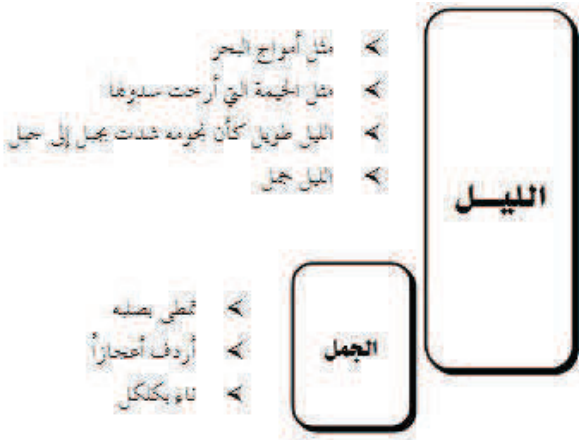 الليـل
مثل أمواج البحر
مثل الخيمة التي أرخت سدولها
الليل طويل كأن نجومه شدت بحبل إلى جبل
الليل جمل
الجمل
تمطى بصلبه
أردف أعجازاً
ناء بكلكل